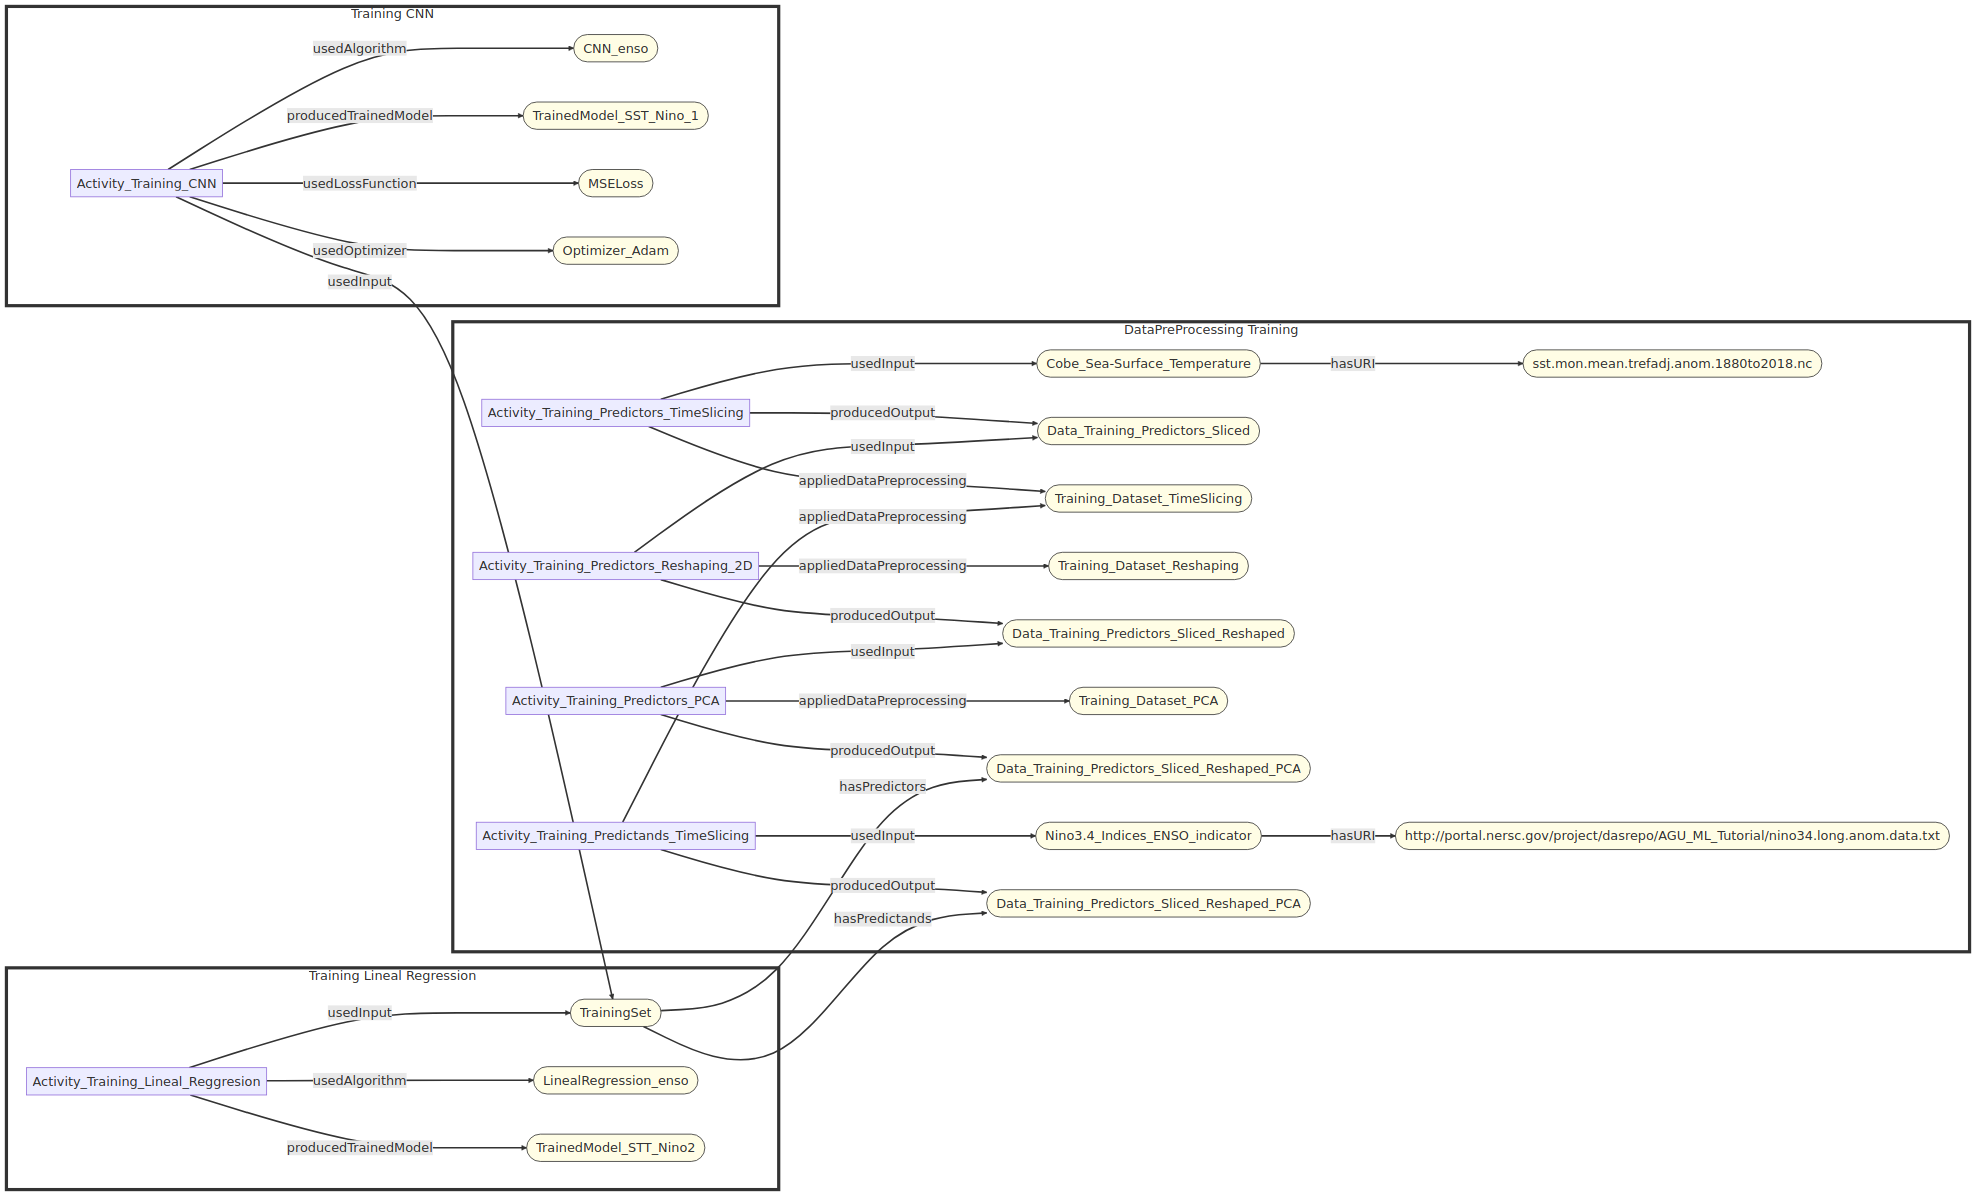 Training CNN
usedAlgorithm
CNN_enso
producedTrainedModel
TrainedModel_SST_Nino_1
Activity_Training_CNN
usedLossFunction
MSELoss
usedOptimizer
Optimizer_Adam
usedInput
DataPreProcessing Training
usedInput
Cobe_Sea-Surface_Temperature
hasURI
sst.mon.mean.trefadj.anom.1880to2018.nc
Activity_Training_Predictors_TimeSlicing
producedOutput
Data_Training_Predictors_Sliced
usedInput
appliedDataPreprocessing
Training_Dataset_TimeSlicing
appliedDataPreprocessing
Activity_Training_Predictors_Reshaping_2D
appliedDataPreprocessing
Training_Dataset_Reshaping
producedOutput
Data_Training_Predictors_Sliced_Reshaped
usedInput
Activity_Training_Predictors_PCA
appliedDataPreprocessing
Training_Dataset_PCA
producedOutput
Data_Training_Predictors_Sliced_Reshaped_PCA
hasPredictors
Activity_Training_Predictands_TimeSlicing
usedInput
Nino3.4_Indices_ENSO_indicator
hasURI
http://portal.nersc.gov/project/dasrepo/AGU_ML_Tutorial/nino34.long.anom.data.txt
producedOutput
Data_Training_Predictors_Sliced_Reshaped_PCA
hasPredictands
Training Lineal Regression
usedInput
TrainingSet
Activity_Training_Lineal_Reggresion
usedAlgorithm
LinealRegression_enso
producedTrainedModel
TrainedModel_STT_Nino2